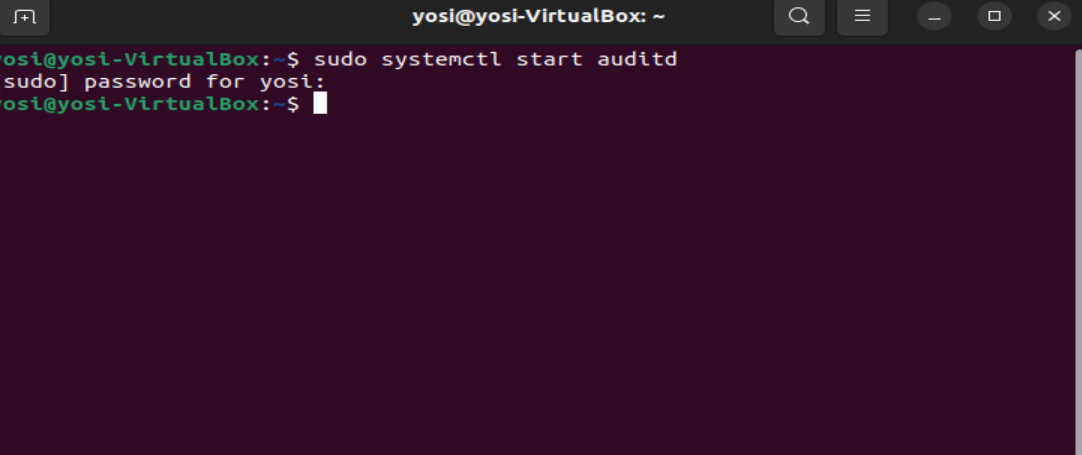 yosi@yosi-VirtualBox: ~
yosi@yosi-VirtualBox:~$ sudo systemctl start auditd
[sudo] password for yosi:
yosi@yosi-VirtualBox:~$